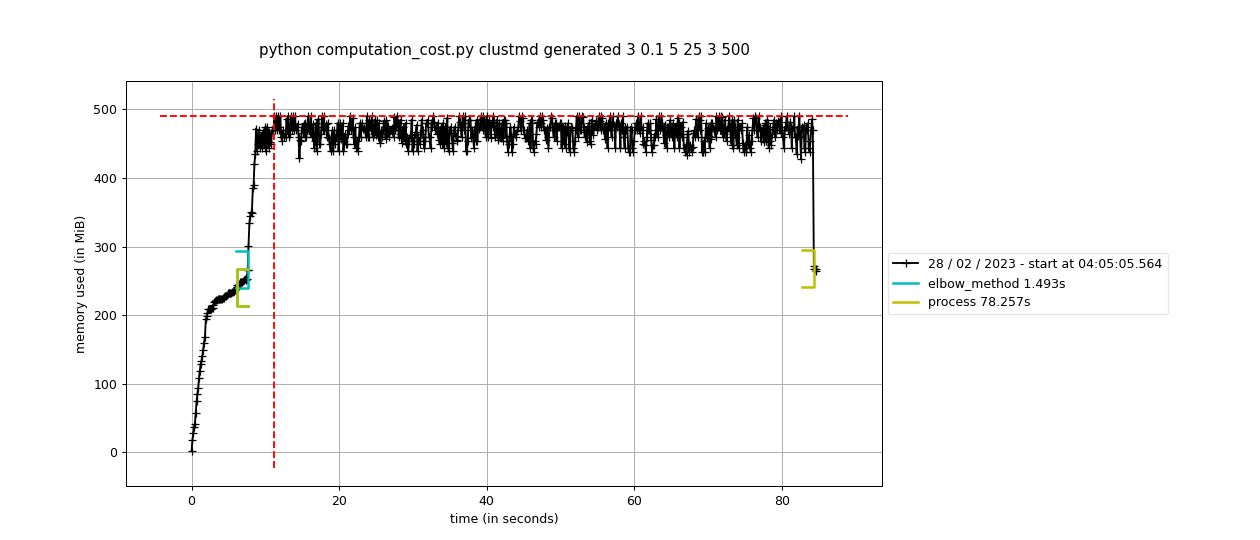 python computation_cost.py clustmd generated 3 0.1 5 25 3 500
memory used (in MiB)
500
400
300
200
100
0
0 20 40 60 80
time (in seconds)
28 / 02 / 2023 - start at 04:05:05.564
elbow_method 1.493s
process 78.257s